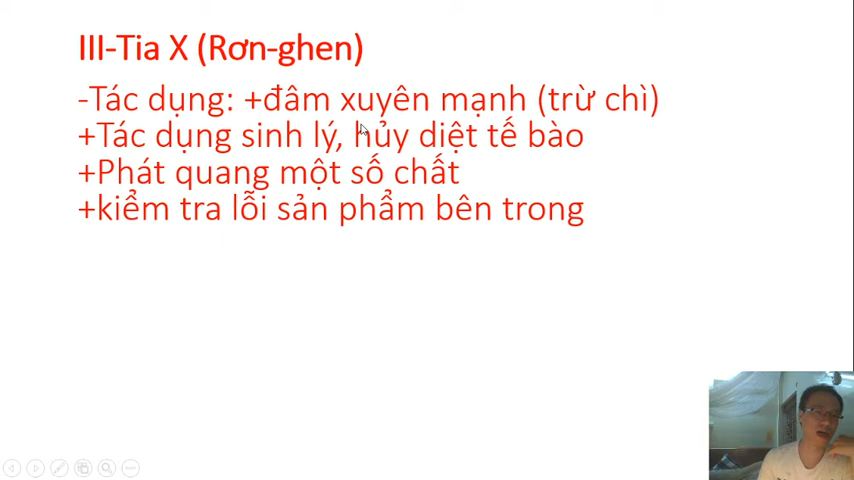 III-Tia X (Rơn-ghen)
-Tác dụng: +đâm xuyên mạnh (trừ chì)
+Tác dụng sinh lý, hủy diệt tế bào
+Phát quang một số chất
+kiểm tra lỗi sản phẩm bên trong